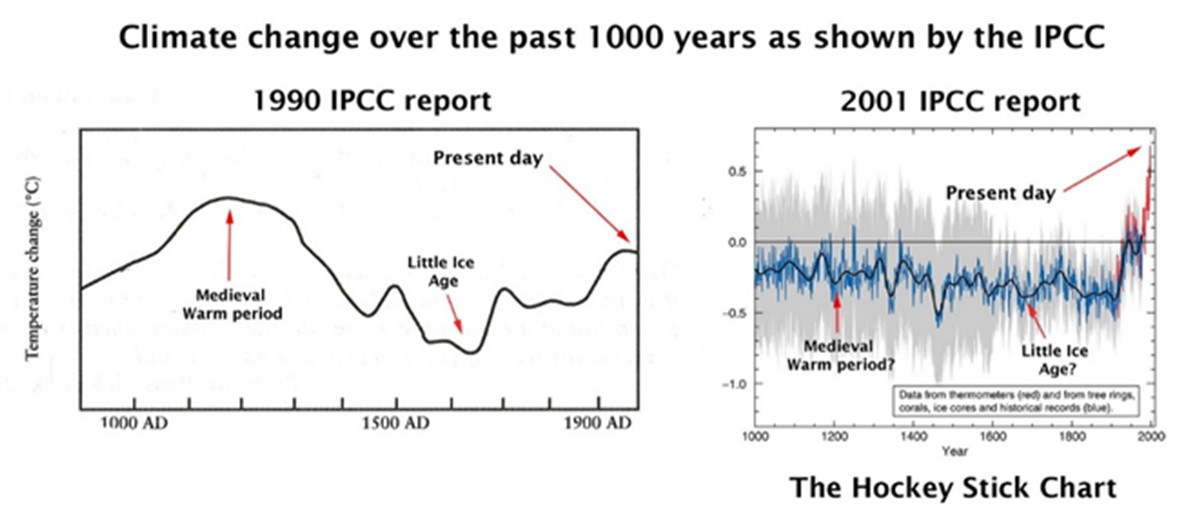 Climate change over the past 1000 years as shown by the IPCC
1990 IPCC report
Temperature change (°C)
Present day
Little Ice
Age
Medieval
Warm period
1000 AD
1500 AD
1900 AD
2001 IPCC report
0.5
0.0
−0.5
−1.0
Present day
Medieval
Warm period?
Little Ice
Age?
Data from thermometers (red) and from tree rings,
corals, ice cores and historical records (blue).
1000
1200
1400
1600
1800
2000
Year
The Hockey Stick Chart